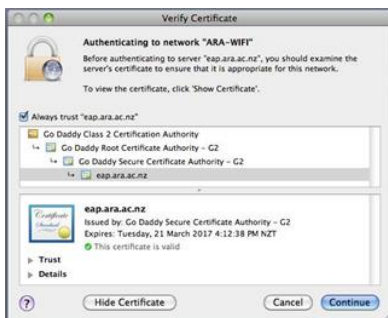 Verify Certificate
Authenticating to network "ARA-WIFI"
Before authenticating to server "eap.ara.ac.nz", you should examine the
server's certificate to ensure that it is appropriate for this network.
To view the certificate, click 'Show Certificate'.
Always trust "eap.ara.ac.nz"
Go Daddy Class 2 Certification Authority
Go Daddy Root Certificate Authority - G2
Go Daddy Secure Certificate Authority - G2
eap.ara.ac.nz
Certificate
Standard
eap.ara.ac.nz
Issued by: Go Daddy Secure Certificate Authority - G2
Expires: Tuesday, 21 March 2017 4:12:38 PM NZT
This certificate is valid
Trust
Details
?
Hide Certificate
Cancel
Continue